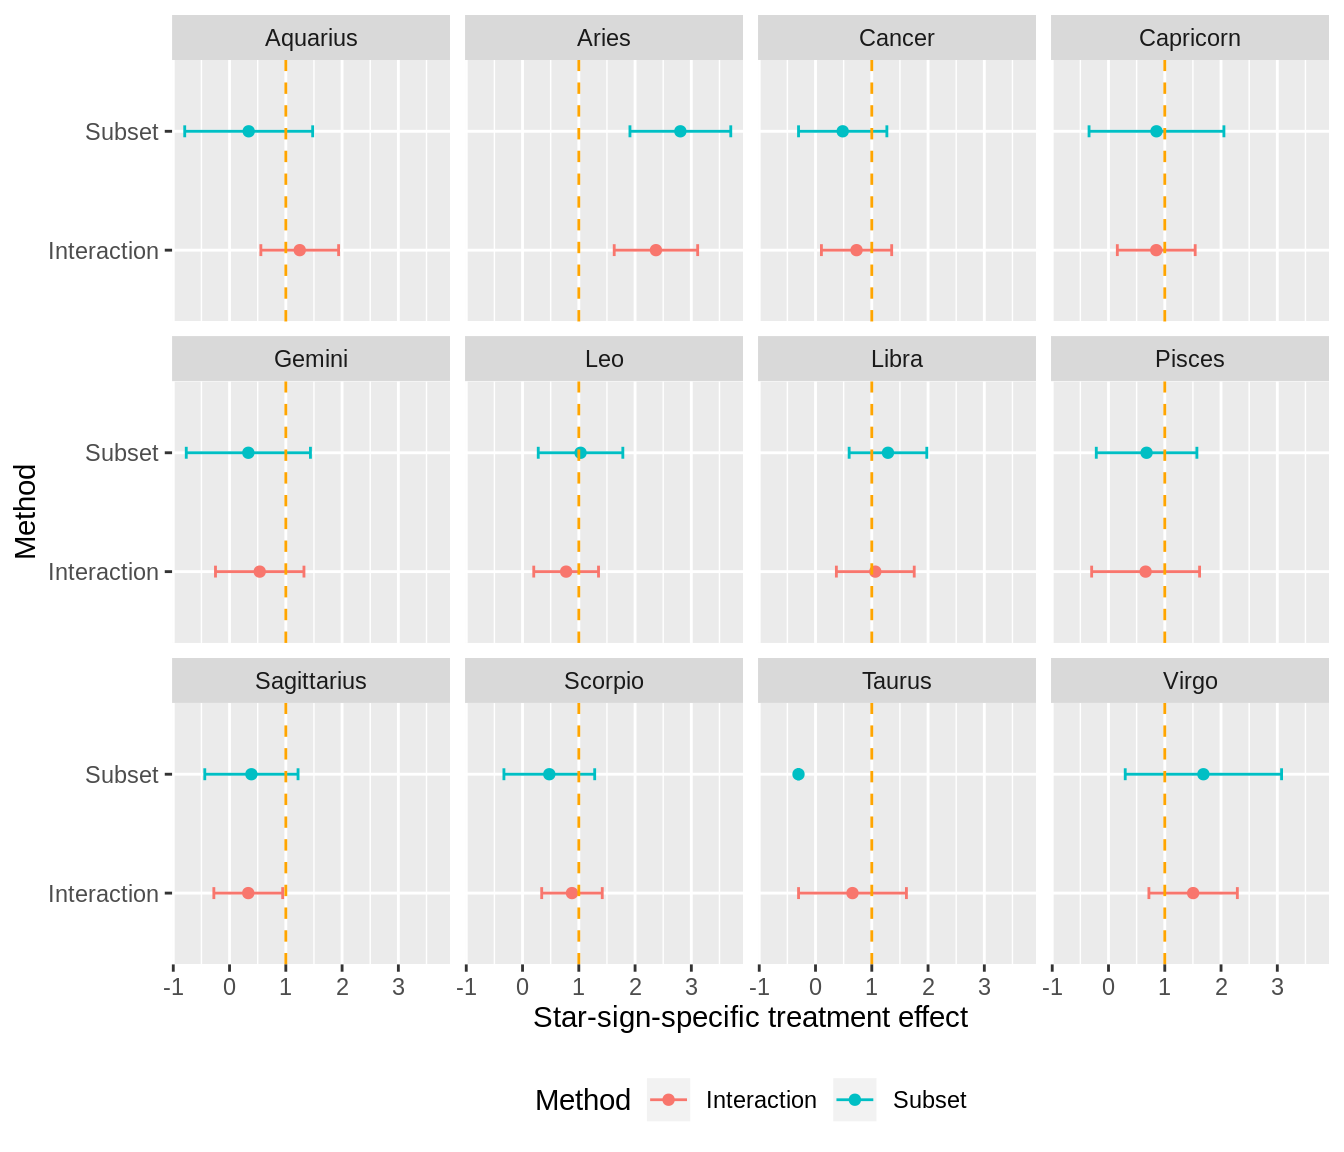 Aquarius Aries Cancer Capricorn
Subset
Interaction
Gemini Leo Libra Pisces
Subset
Interaction
Method
Sagittarius Scorpio Taurus Virgo
Subset
Interaction
-1 0 1 2 3 -1 0 1 2 3 -1 0 1 2 3 -1 0 1 2 3
Star-sign-specific treatment effect
Method Interaction Subset